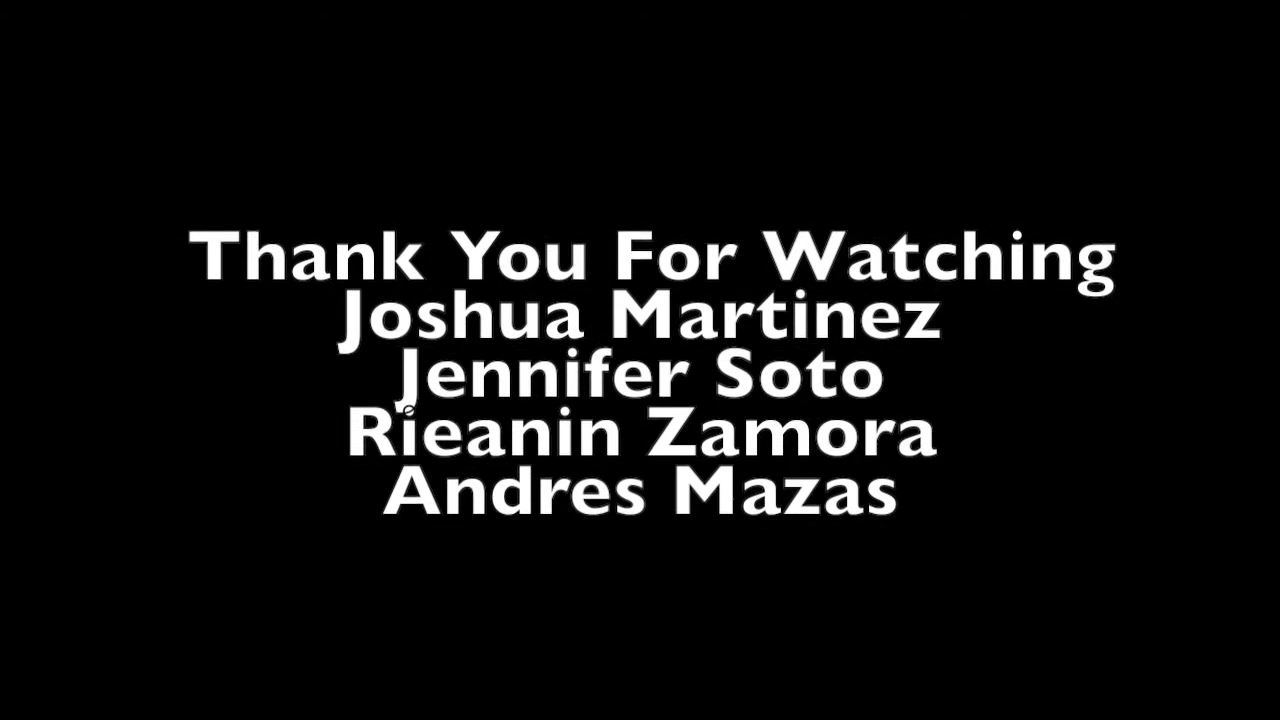 Thank You For Watching
Joshua Martinez
Jennifer Soto
Rieanin Zamora
Andres Mazas